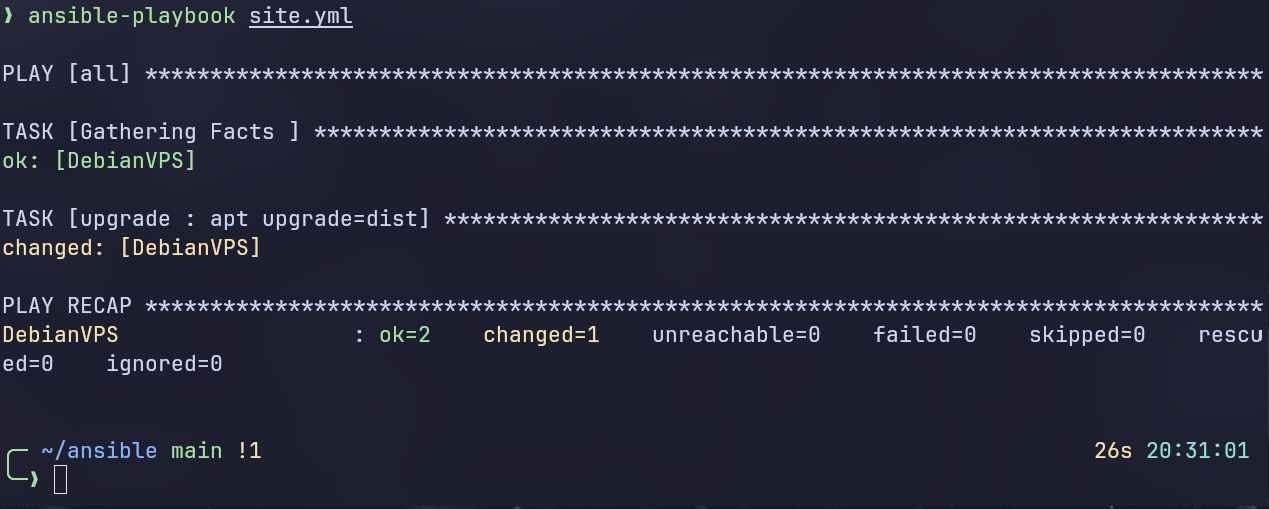 ❱ ansible-playbook site.yml
PLAY [all] **************************************************************************************
TASK [Gathering Facts ] *************************************************************************
ok: [DebianVPS]
TASK [upgrade : apt upgrade=dist] ***************************************************************
changed: [DebianVPS]
PLAY RECAP **************************************************************************************
DebianVPS                  : ok=2    changed=1    unreachable=0    failed=0    skipped=0    rescu
ed=0    ignored=0
~/ansible main !1 26s 20:31:01
❱